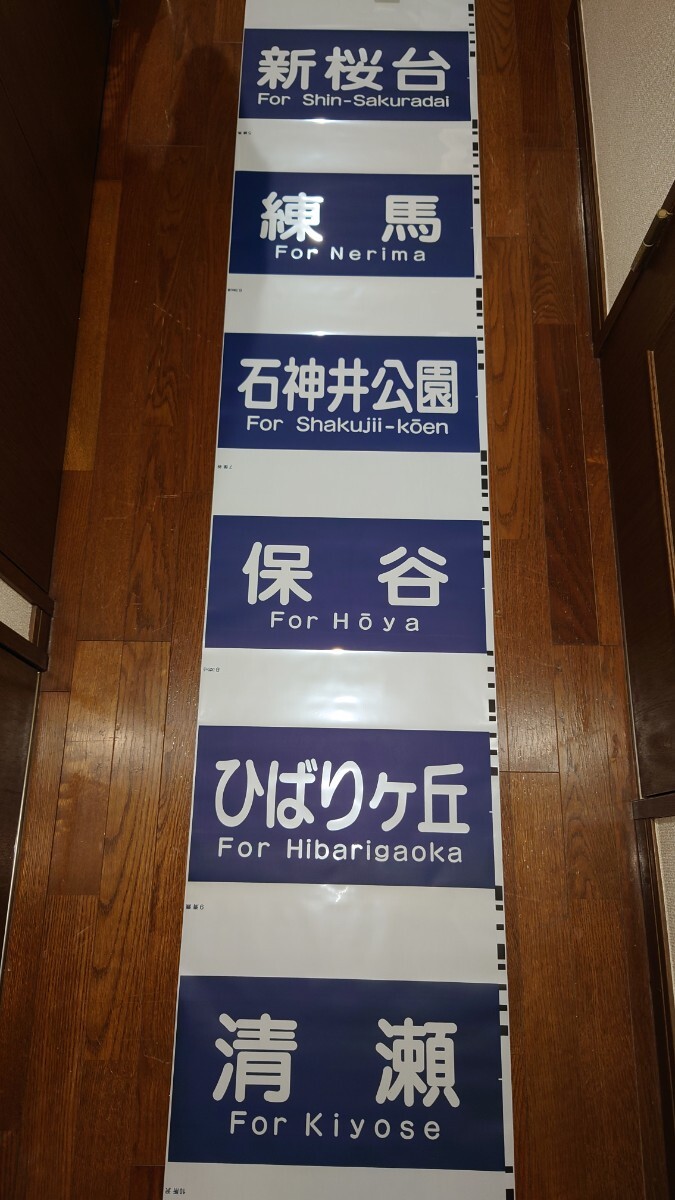 新桜台
For Shin-Sakuradai
練馬
For Nerima
石神井公園
For Shakujii-kōen
保谷
For Hōya
ひばりヶ丘
For Hibarigaoka
清瀬
For Kiyose